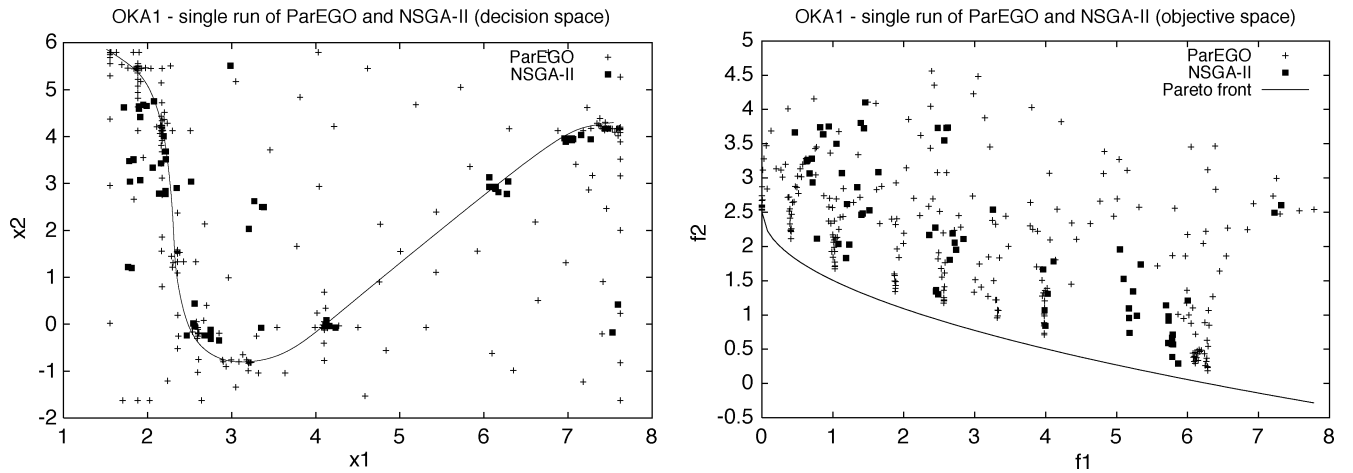 OKA1 - single run of ParEGO and NSGA-II (decision space)
ParEGO
NSGA-II
6
5
4
3
2
1
0
-1
-2
x2
1 2 3 4 5 6 7 8
x1
OKA1 - single run of ParEGO and NSGA-II (objective space)
ParEGO
NSGA-II
Pareto front
5
4.5
4
3.5
3
2.5
2
1.5
1
0.5
0
-0.5
f2
0 1 2 3 4 5 6 7 8
f1